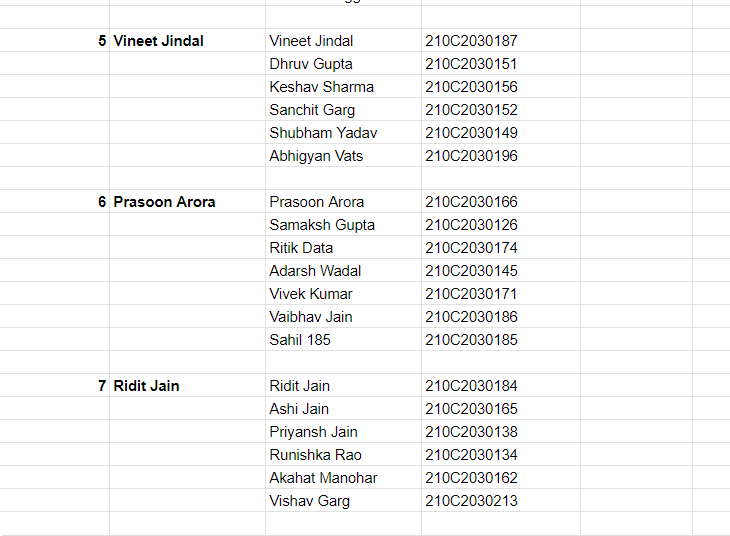 5 Vineet Jindal Vineet Jindal 210C2030187
Dhruv Gupta 210C2030151
Keshav Sharma 210C2030156
Sanchit Garg 210C2030152
Shubham Yadav 210C2030149
Abhigyan Vats 210C2030196
6 Prasoon Arora Prasoon Arora 210C2030166
Samaksh Gupta 210C2030126
Ritik Data 210C2030174
Adarsh Wadal 210C2030145
Vivek Kumar 210C2030171
Vaibhav Jain 210C2030186
Sahil 185 210C2030185
7 Ridit Jain Ridit Jain 210C2030184
Ashi Jain 210C2030165
Priyansh Jain 210C2030138
Runishka Rao 210C2030134
Akahat Manohar 210C2030162
Vishav Garg 210C2030213